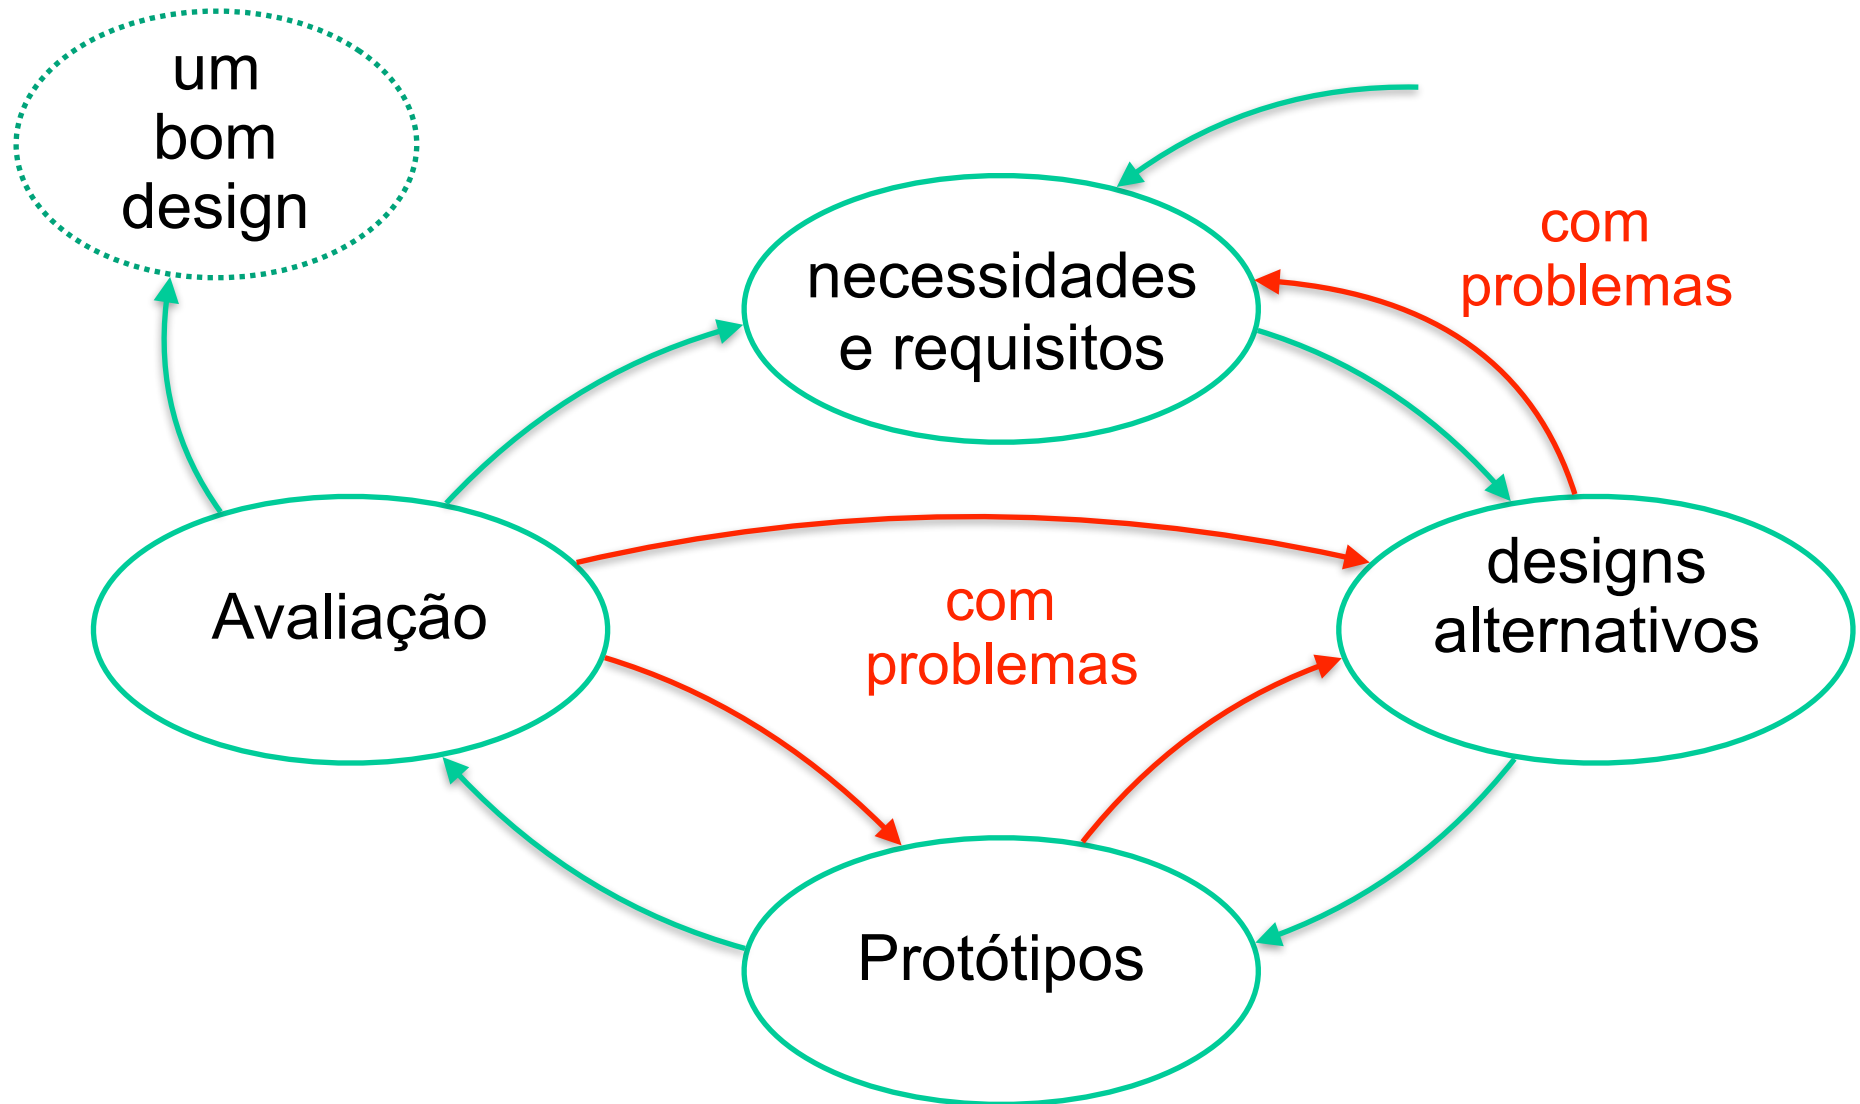 um
bom
design
necessidades
e requisitos
com
problemas
Avaliação
com
problemas
designs
alternativos
Protótipos